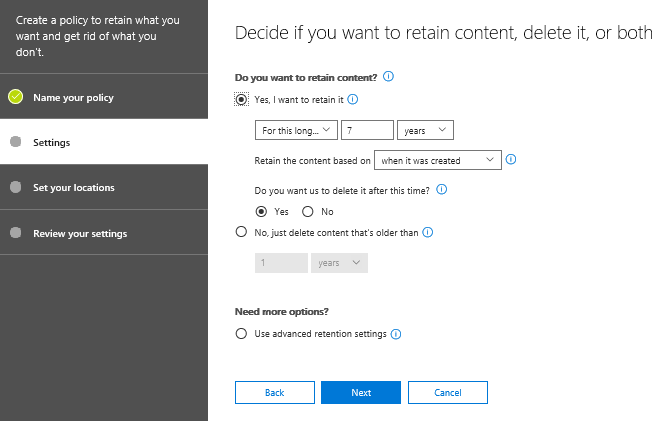 Create a policy to retain what you
want and get rid of what you
don't.
Name your policy
Settings
Set your locations
Review your settings
Decide if you want to retain content, delete it, or both
Do you want to retain content?
Yes, I want to retain it
For this long... 7 years
Retain the content based on when it was created
Do you want us to delete it after this time?
Yes No
No, just delete content that's older than
1 years
Need more options?
Use advanced retention settings
Back Next Cancel